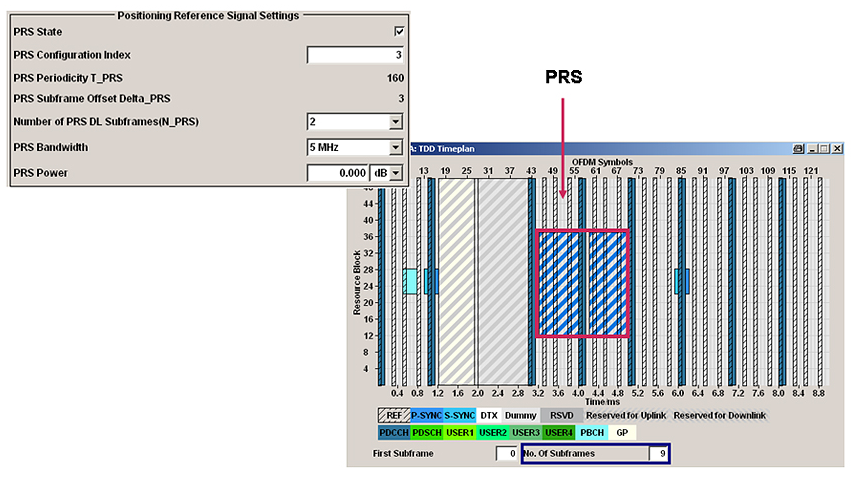 Positioning Reference Signal Settings
PRS State
PRS Configuration Index 3
PRS Periodicity T_PRS 160
PRS Subframe Offset Delta_PRS 3
Number of PRS DL Subframes(N_PRS) 2
PRS Bandwidth 5 MHz
PRS Power 0.000 dB
PRS
A: TDD Timeplan
OFDM Symbols
13 19 25 31 37 43 49 55 61 67 73 79 85 91 97 103 109 115 121
Resource Block
48
44
40
36
32
28
24
20
16
12
8
4
0.4 0.8 1.2 1.6 2.0 2.4 2.8 3.2 3.6 4.0 4.4 4.8 5.2 5.6 6.0 6.4 6.8 7.2 7.6 8.0 8.4 8.8
Time/ms
REF P-SYNC S-SYNC DTX Dummy RSVD Reserved for Uplink Reserved for Downlink
PDCCH PDSCH USER1 USER2 USER3 USER4 PBCH GP
First Subframe 0 No. Of Subframes 9